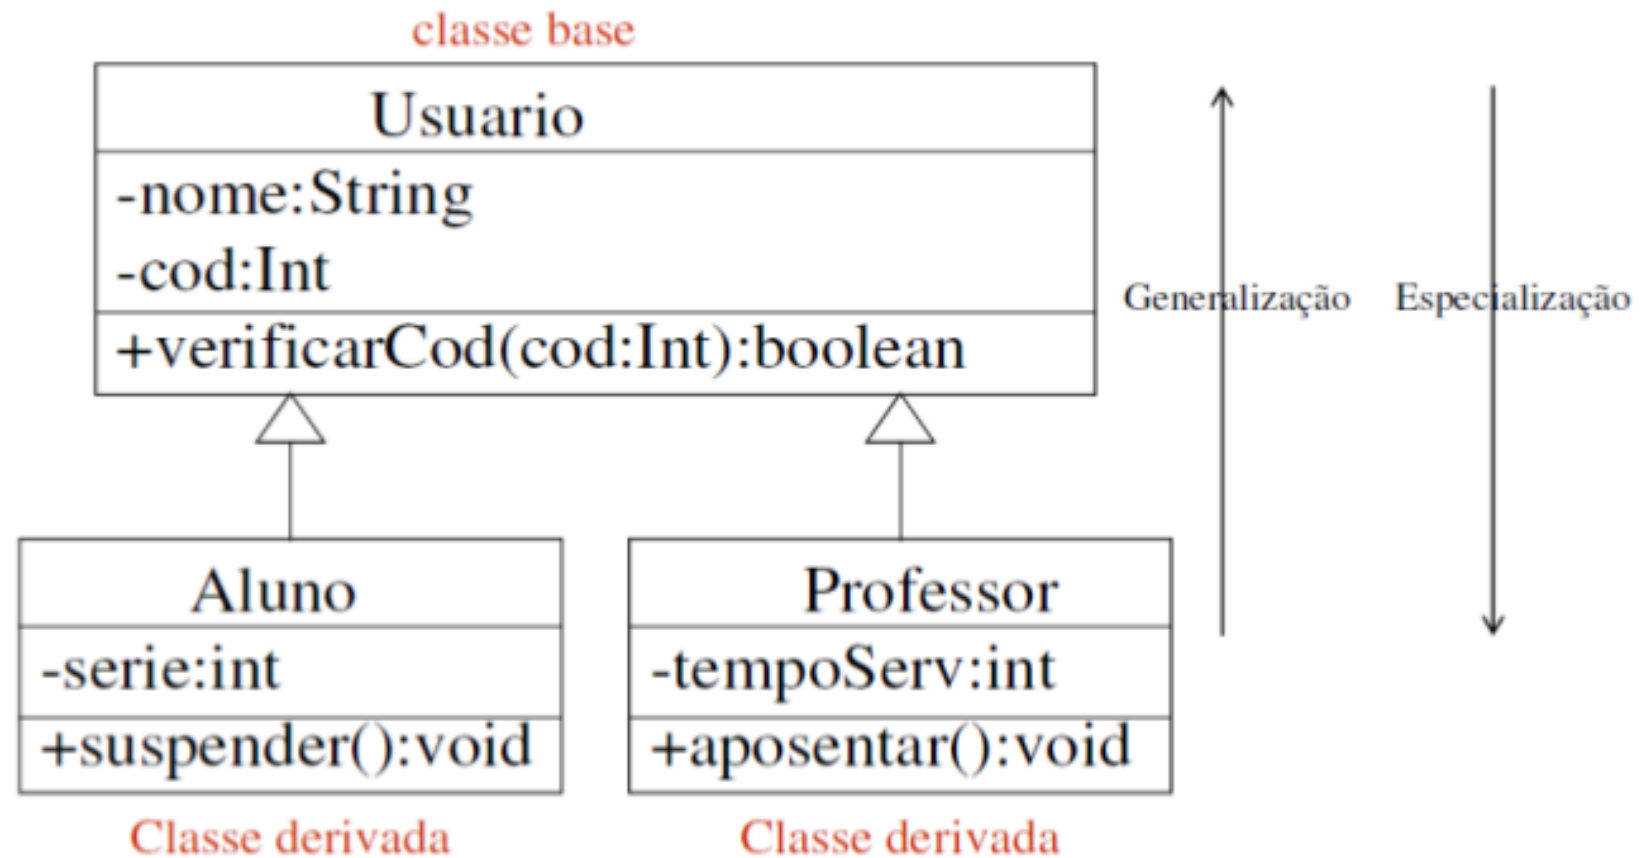 classe base
Usuario
-nome:String
-cod:Int
+verificarCod(cod:Int):boolean
Generalização
Especialização
Aluno
-serie:int
+suspender():void
Classe derivada
Professor
-tempoServ:int
+aposentar():void
Classe derivada